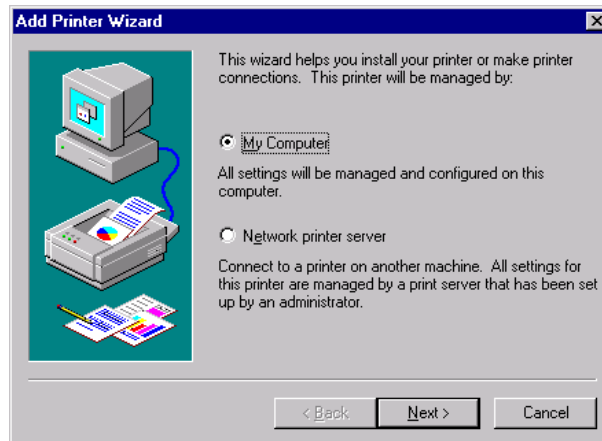 Add Printer Wizard
This wizard helps you install your printer or make printer
connections. This printer will be managed by:
My Computer
All settings will be managed and configured on this
computer.
Network printer server
Connect to a printer on another machine. All settings for
this printer are managed by a print server that has been set
up by an administrator.
< Back
Next >
Cancel